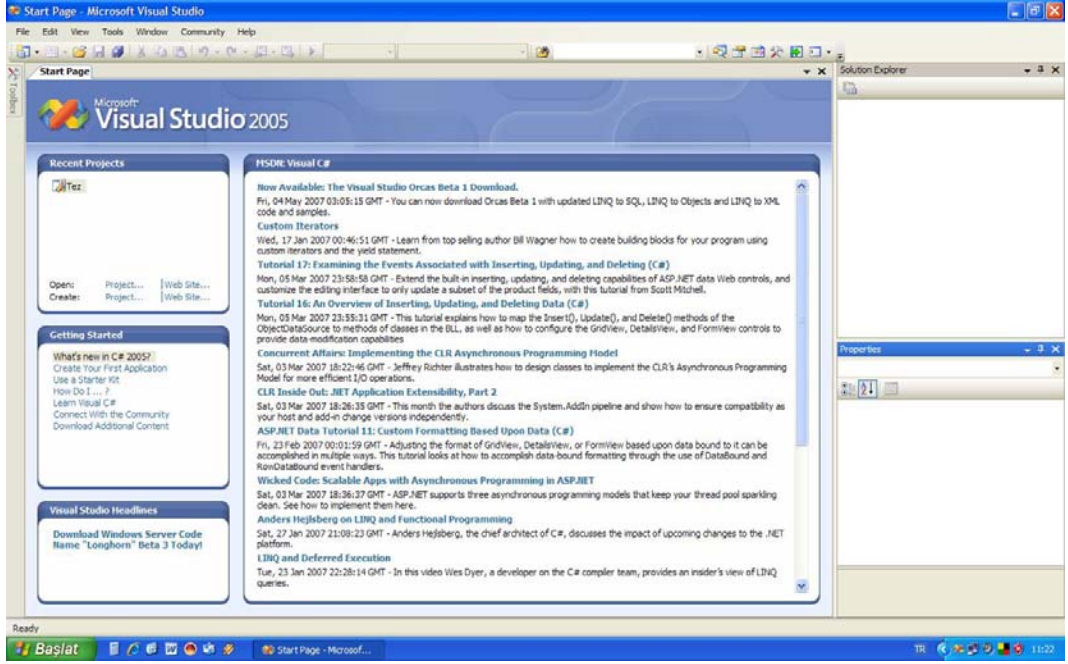 Start Page - Microsoft Visual Studio
File Edit View Tools Window Community Help
Toolbox
Start Page
Microsoft
Visual Studio 2005
Recent Projects
Tez
Open: Project... Web Site...
Create: Project... Web Site...
Getting Started
What's new in C# 2005?
Create Your First Application
Use a Starter Kit
How Do I ... ?
Learn Visual C#
Connect With the Community
Download Additional Content
Visual Studio Headlines
Download Windows Server Code
Name "Longhorn" Beta 3 Today!
MSDN: Visual C#
Now Available: The Visual Studio Orcas Beta 1 Download.
Fri, 04 May 2007 03:05:15 GMT - You can now download Orcas Beta 1 with updated LINQ to SQL, LINQ to Objects and LINQ to XML
code and samples.
Custom Iterators
Wed, 17 Jan 2007 00:46:51 GMT - Learn from top selling author Bill Wagner how to create building blocks for your program using
custom iterators and the yield statement.
Tutorial 17: Examining the Events Associated with Inserting, Updating, and Deleting (C#)
Mon, 05 Mar 2007 23:58:58 GMT - Extend the built-in inserting, updating, and deleting capabilities of ASP.NET data Web controls, and
customize the editing interface to only update a subset of the product fields, with this tutorial from Scott Mitchell.
Tutorial 16: An Overview of Inserting, Updating, and Deleting Data (C#)
Mon, 05 Mar 2007 23:55:31 GMT - This tutorial explains how to map the Insert(), Update(), and Delete() methods of the
ObjectDataSource to methods of classes in the BLL, as well as how to configure the GridView, DetailsView, and FormView controls to
provide data-modification capabilities
Concurrent Affairs: Implementing the CLR Asynchronous Programming Model
Sat, 03 Mar 2007 18:22:46 GMT - Jeffrey Richter illustrates how to design classes to implement the CLR's Asynchronous Programming
Model for more efficient I/O operations.
CLR Inside Out: .NET Application Extensibility, Part 2
Sat, 03 Mar 2007 18:26:35 GMT - This month the authors discuss the System.AddIn pipeline and show how to ensure compatibility as
your host and add-in change versions independently.
ASP.NET Data Tutorial 11: Custom Formatting Based Upon Data (C#)
Fri, 23 Feb 2007 00:01:59 GMT - Adjusting the format of GridView, DetailsView, or FormView based upon data bound to it can be
accomplished in multiple ways. This tutorial looks at how to accomplish data-bound formatting through the use of DataBound and
RowDataBound event handlers.
Wicked Code: Scalable Apps with Asynchronous Programming in ASP.NET
Sat, 03 Mar 2007 18:36:37 GMT - ASP.NET supports three asynchronous programming models that keep your thread pool sparkling
clean. See how to implement them here.
Anders Hejlsberg on LINQ and Functional Programming
Sat, 27 Jan 2007 21:08:23 GMT - Anders Hejlsberg, the chief architect of C#, discusses the impact of upcoming changes to the .NET
platform.
LINQ and Deferred Execution
Tue, 23 Jan 2007 22:28:14 GMT - In this video Wes Dyer, a developer on the C# compiler team, provides an insider's view of LINQ
queries.
Solution Explorer
Properties
Ready
Başlat
Start Page - Microsof...
TR
11:22